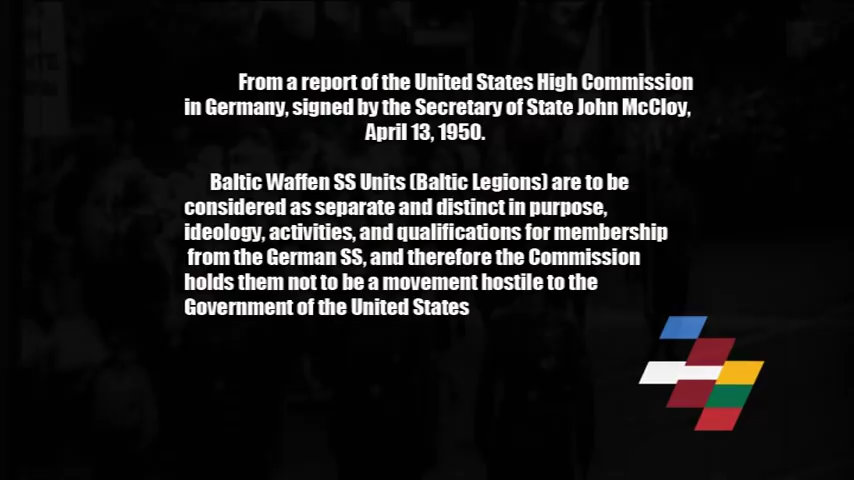 From a report of the United States High Commission
in Germany, signed by the Secretary of State John McCloy,
April 13, 1950.
Baltic Waffen SS Units (Baltic Legions) are to be
considered as separate and distinct in purpose,
ideology, activities, and qualifications for membership
from the German SS, and therefore the Commission
holds them not to be a movement hostile to the
Government of the United States